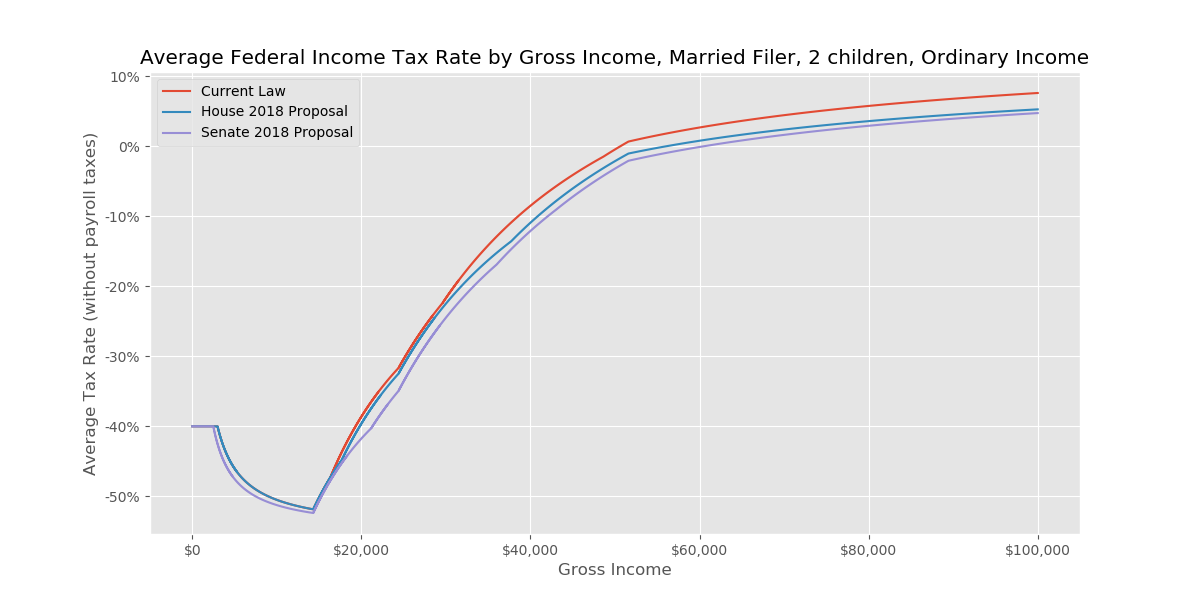 Average Federal Income Tax Rate by Gross Income, Married Filer, 2 children, Ordinary Income
Current Law
House 2018 Proposal
Senate 2018 Proposal
Average Tax Rate (without payroll taxes)
10%
0%
-10%
-20%
-30%
-40%
-50%
$0 $20,000 $40,000 $60,000 $80,000 $100,000
Gross Income